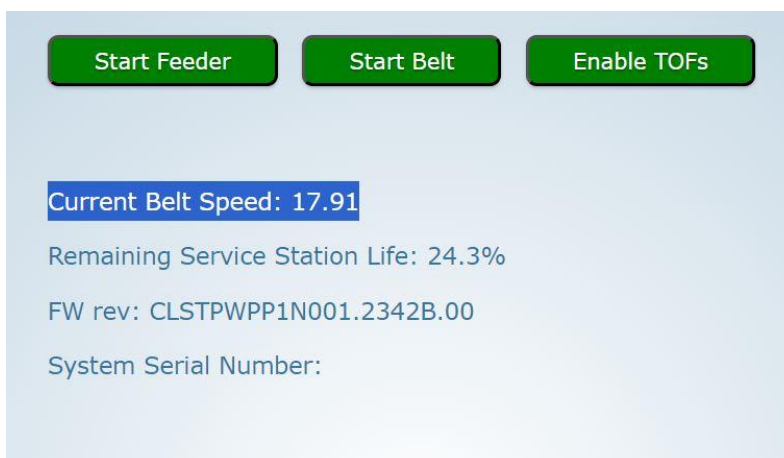 Start Feeder Start Belt Enable TOFs
Current Belt Speed: 17.91
Remaining Service Station Life: 24.3%
FW rev: CLSTPWPP1N001.2342B.00
System Serial Number: